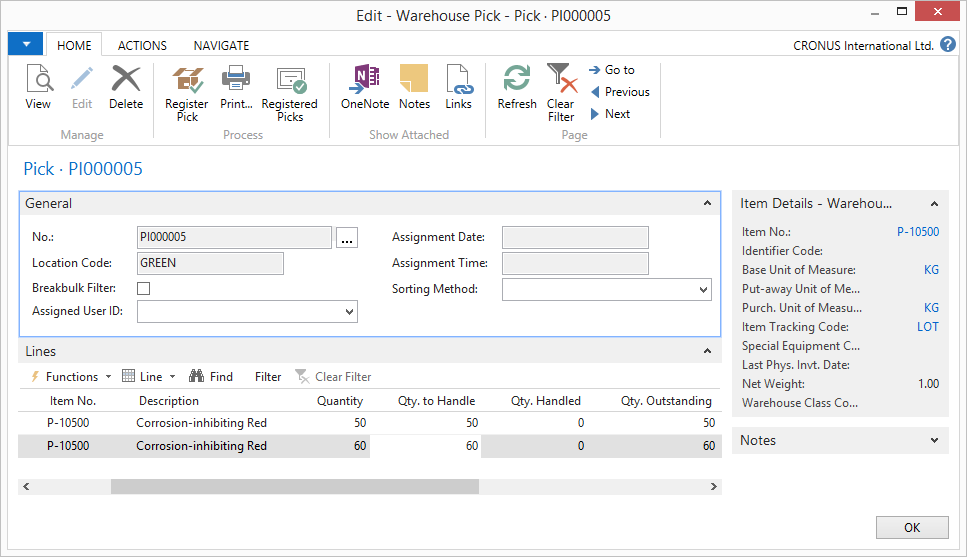 Edit - Warehouse Pick - Pick · PI000005
HOME ACTIONS NAVIGATE CRONUS International Ltd. ?
View Edit Delete Register Pick Print... Registered Picks OneNote Notes Links Refresh Clear Filter
Go to
Previous
Next
Manage Process Show Attached Page
Pick · PI000005
General
No.: PI000005 ...
Location Code: GREEN
Breakbulk Filter:
Assigned User ID:
Assignment Date:
Assignment Time:
Sorting Method:
Lines
Functions Line Find Filter Clear Filter
Item No. Description Quantity Qty. to Handle Qty. Handled Qty. Outstanding
P-10500 Corrosion-inhibiting Red 50 50 0 50
P-10500 Corrosion-inhibiting Red 60 60 0 60
Item Details - Warehou...
Item No.: P-10500
Identifier Code:
Base Unit of Measure: KG
Put-away Unit of Me...
Purch. Unit of Measu... KG
Item Tracking Code: LOT
Special Equipment C...
Last Phys. Invt. Date:
Net Weight: 1.00
Warehouse Class Co...
Notes
OK